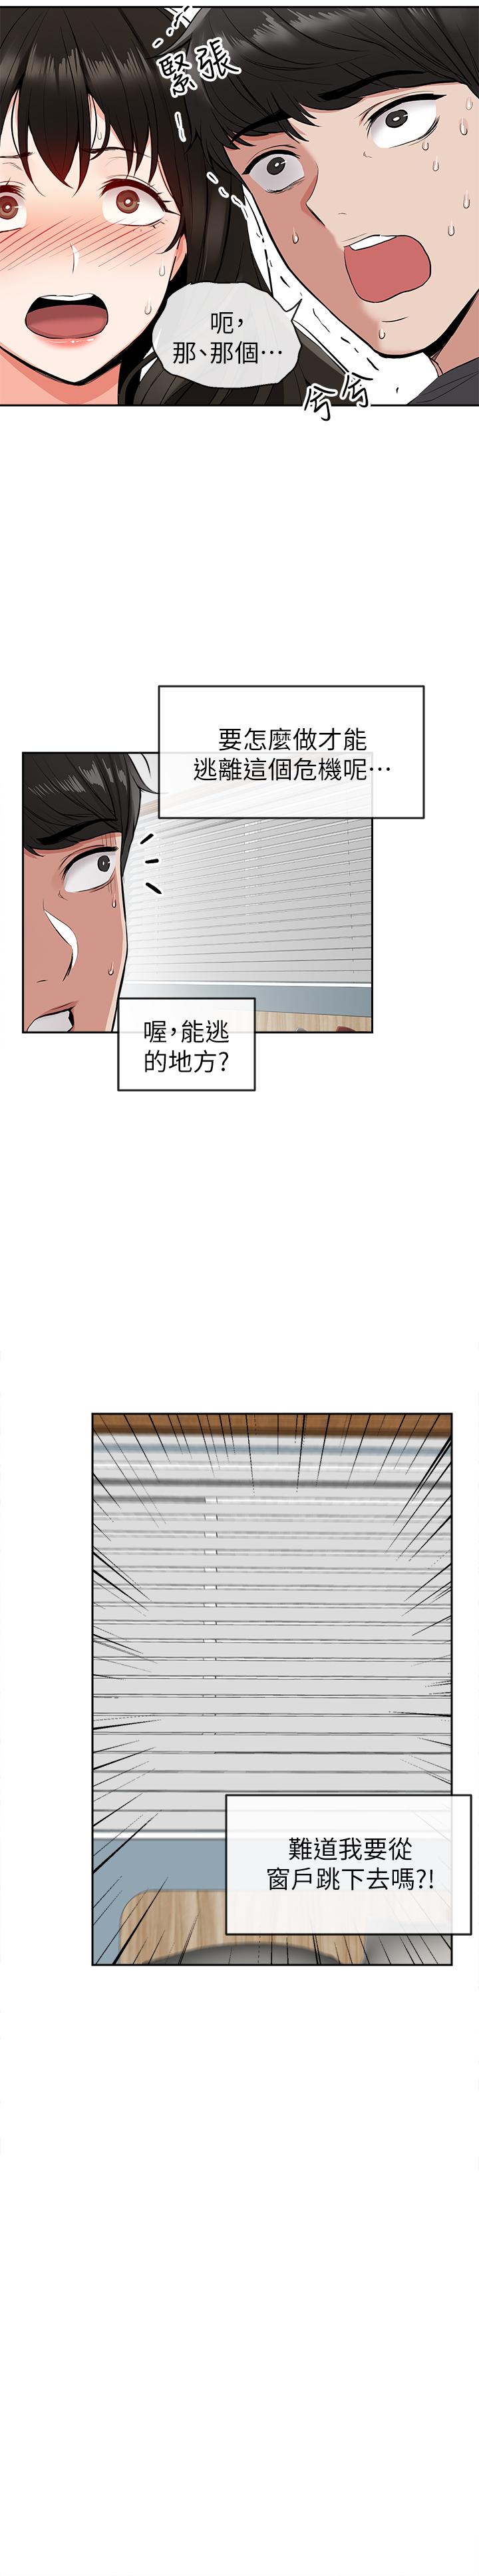 緊張
呃，
那、那個⋯
兮兮
要怎麼做才能
逃離這個危機呢⋯
喔，能逃
的地方?
難道我要從
窗戶跳下去嗎?!